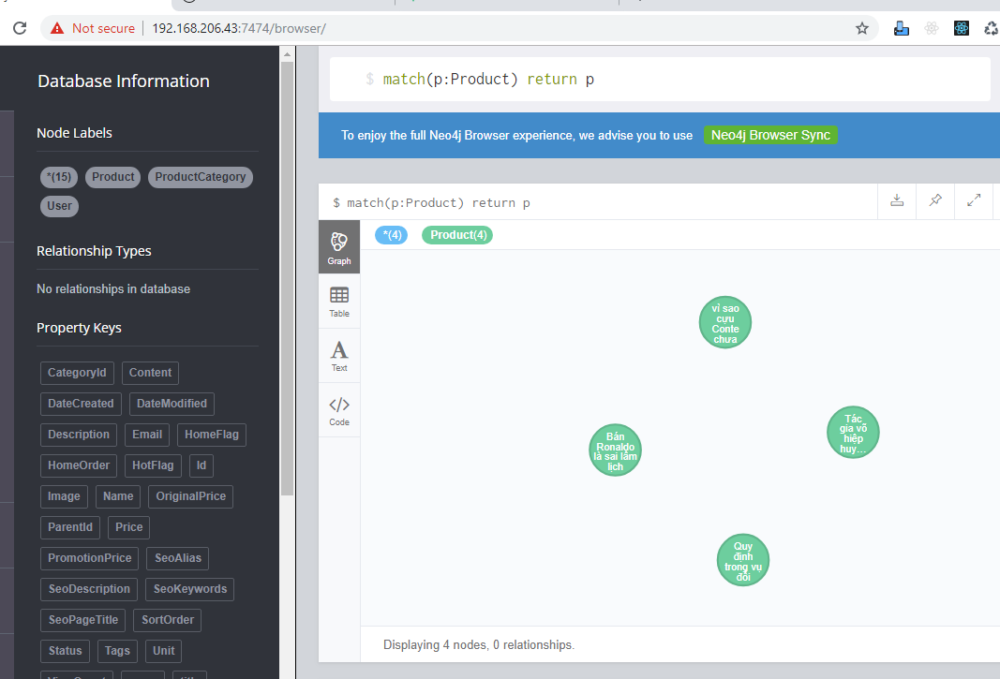 Not secure
192.168.206.43:7474/browser/
Database Information
Node Labels
*(15) Product ProductCategory
User
Relationship Types
No relationships in database
Property Keys
CategoryId Content
DateCreated DateModified
Description Email HomeFlag
HomeOrder HotFlag Id
Image Name OriginalPrice
ParentId Price
PromotionPrice SeoAlias
SeoDescription SeoKeywords
SeoPageTitle SortOrder
Status Tags Unit
$ match(p:Product) return p
To enjoy the full Neo4j Browser experience, we advise you to use Neo4j Browser Sync
$ match(p:Product) return p
*(4) Product(4)
Graph
Table
A
Text
</>
Code
vì sao
cựu
Conte
chưa
Tác
gia võ
hiệp
huy...
Bán
Ronaldo
là sai lầm
lịch
Quy
định
trong vụ
đổi
Displaying 4 nodes, 0 relationships.